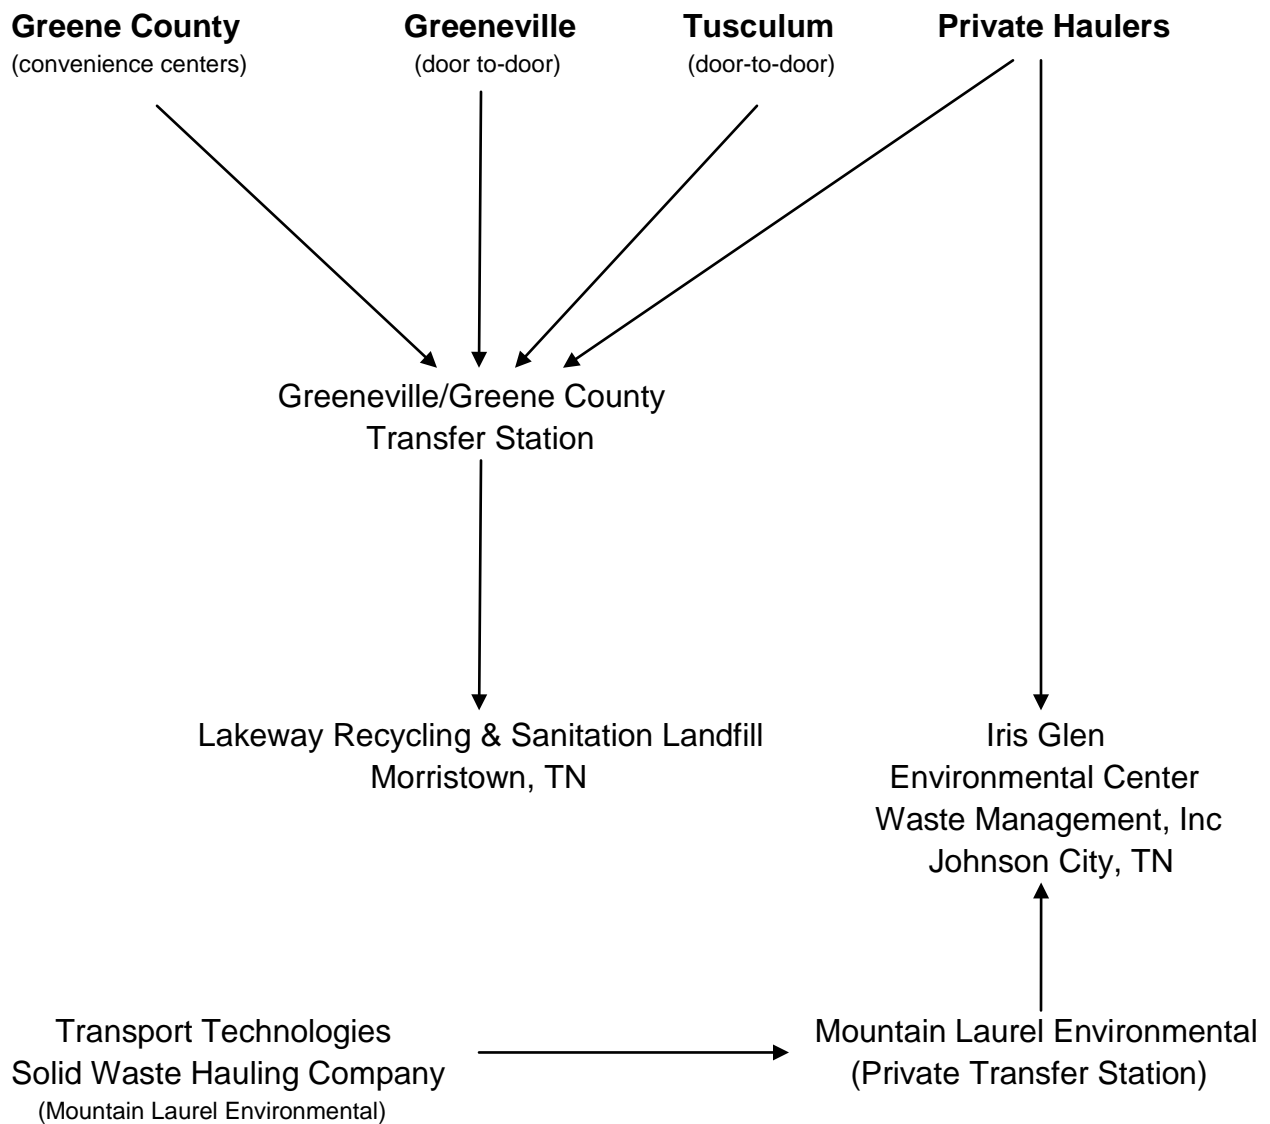 Greene County
(convenience centers)
Greeneville
(door to-door)
Tusculum
(door-to-door)
Private Haulers
Greeneville/Greene County
Transfer Station
Lakeway Recycling & Sanitation Landfill
Morristown, TN
Iris Glen
Environmental Center
Waste Management, Inc
Johnson City, TN
Transport Technologies
Solid Waste Hauling Company
(Mountain Laurel Environmental)
Mountain Laurel Environmental
(Private Transfer Station)